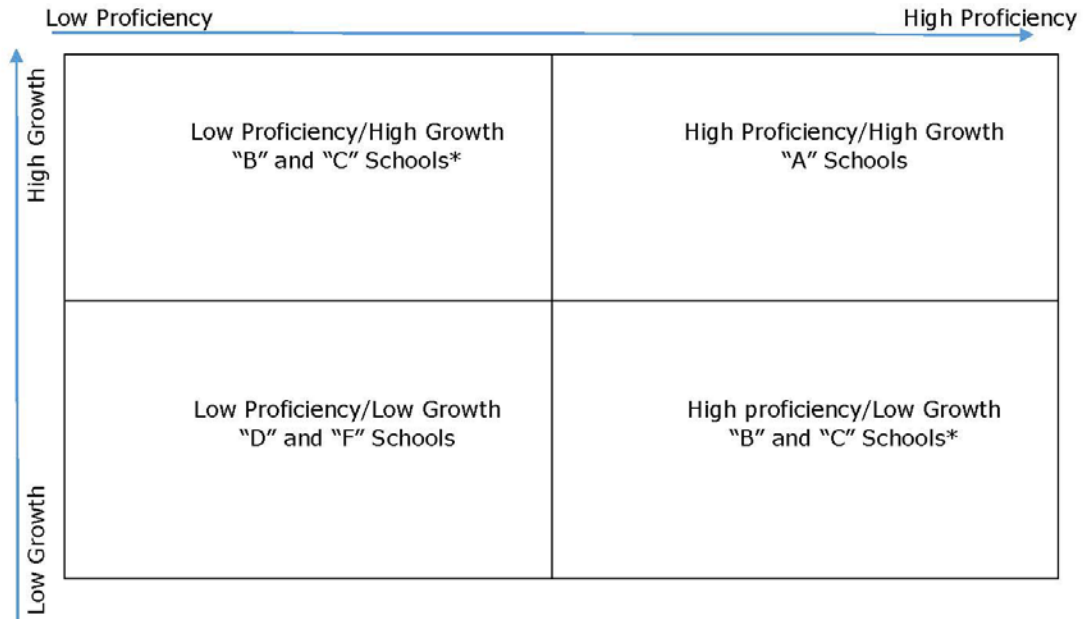 Low Proficiency
High Proficiency
High Growth
Low Proficiency/High Growth
“B” and “C” Schools*
High Proficiency/High Growth
“A” Schools
Low Proficiency/Low Growth
“D” and “F” Schools
High proficiency/Low Growth
“B” and “C” Schools*
Low Growth